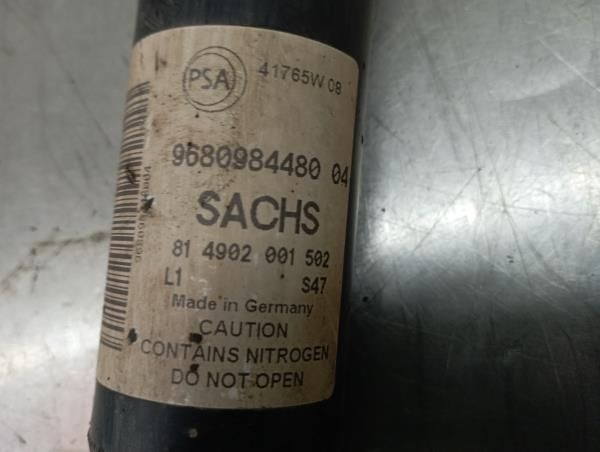 PSA
41765W 08
9680984480 04
SACHS
81 4902 001 502
L1 S47
Made in Germany
CAUTION
CONTAINS NITROGEN
DO NOT OPEN